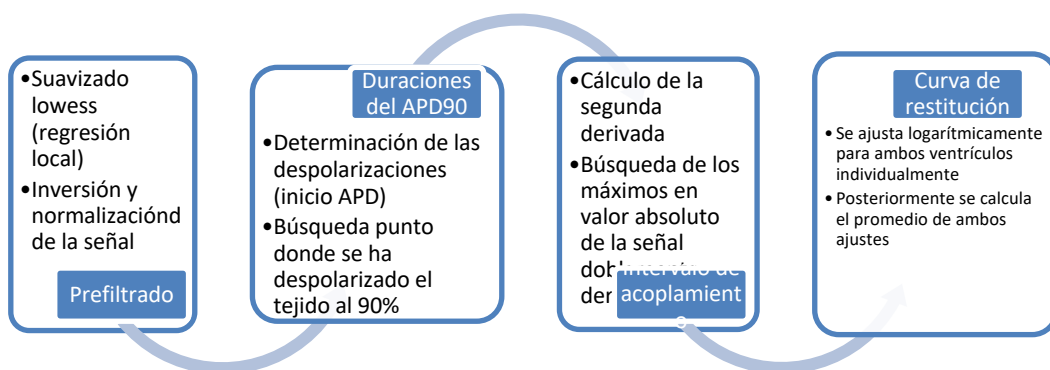 •Suavizado
lowess
(regresión
local)
•Inversión y
normalizaciónd
de la señal
Prefiltrado
Duraciones
del APD90
•Determinación de las
despolarizaciones
(inicio APD)
•Búsqueda punto
donde se ha
despolarizado el
tejido al 90%
•Cálculo de la
segunda
derivada
•Búsqueda de los
máximos en
valor absoluto
de la señal
Intervalo de
acoplamient
o
Curva de
restitución
• Se ajusta logarítmicamente
para ambos ventrículos
individualmente
• Posteriormente se calcula
el promedio de ambos
ajustes